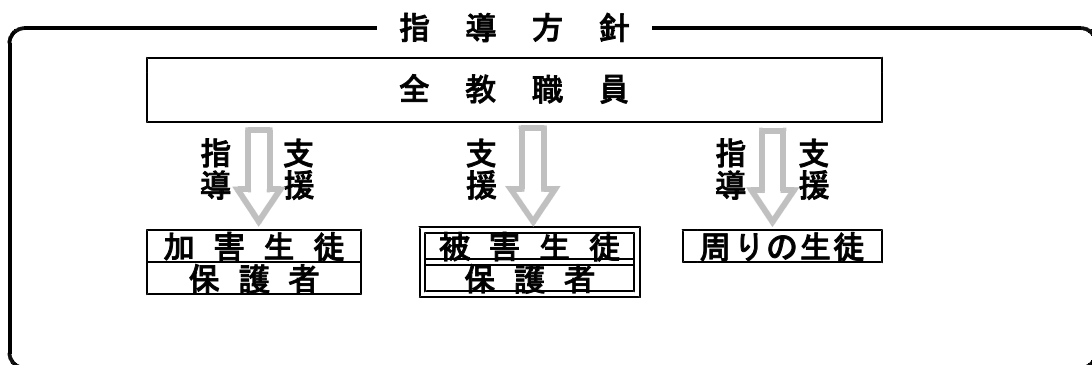 指導方針
全教職員
指導 支援
支援
指導 支援
加害生徒
保護者
被害生徒
保護者
周りの生徒